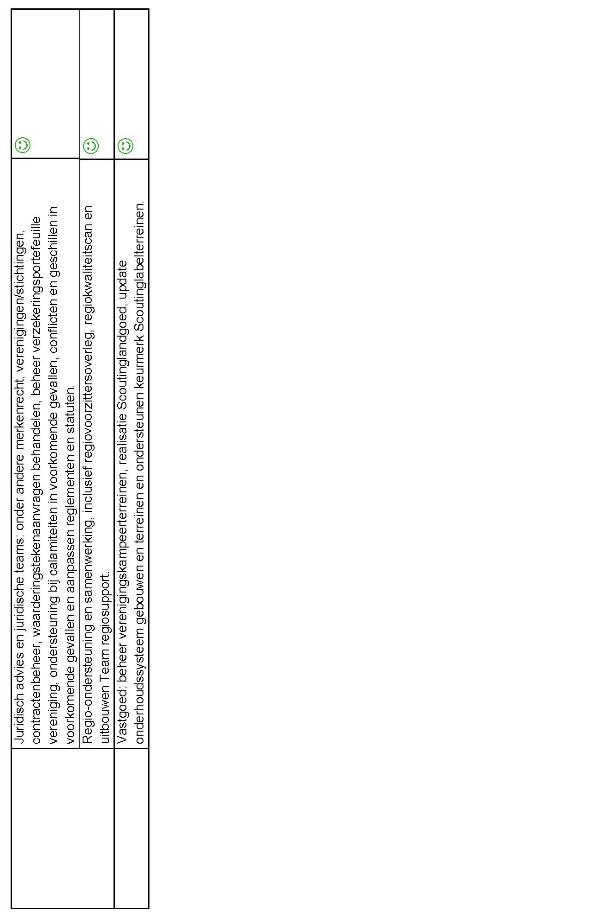 Juridisch advies en juridische teams: onder andere merkenrecht, verenigingen/stichtingen,
contractenbeheer, waarderingstekenaanvragen behandelen, beheer verzekeringsportefeuille
vereniging, ondersteuning bij calamiteiten in voorkomende gevallen, conflicten en geschillen in
voorkomende gevallen en aanpassen reglementen en statuten.
☺
Regio-ondersteuning en samenwerking, inclusief regiovoorzittersoverleg, regiokwaliteitscan en
uitbouwen Team regiosupport.
☺
Vastgoed: beheer verenigingskampeerterreinen, realisatie Scoutinglandgoed, update
onderhoudssysteem gebouwen en terreinen en ondersteunen keurmerk Scoutinglabelterreinen.
☺